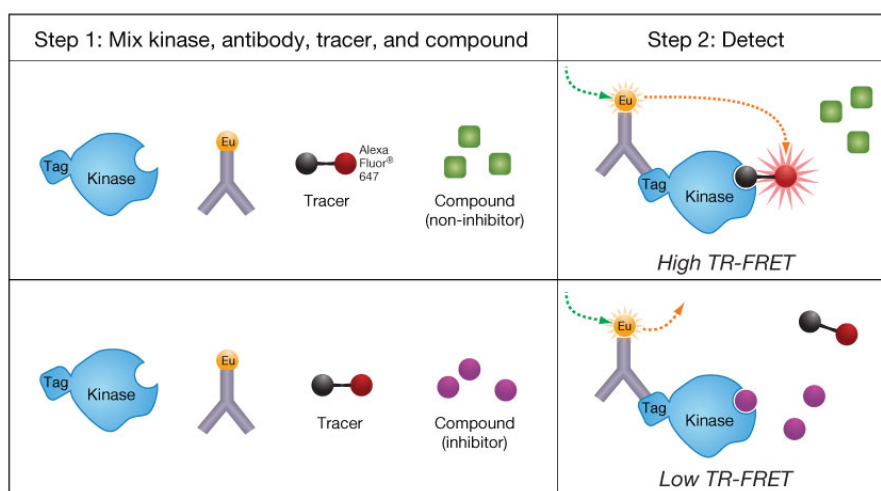 Step 1: Mix kinase, antibody, tracer, and compound
Step 2: Detect
Tag
Kinase
Eu
Alexa
Fluor®
647
Tracer
Compound
(non-inhibitor)
Eu
Tag
Kinase
High TR-FRET
Tag
Kinase
Eu
Tracer
Compound
(inhibitor)
Eu
Tag
Kinase
Low TR-FRET